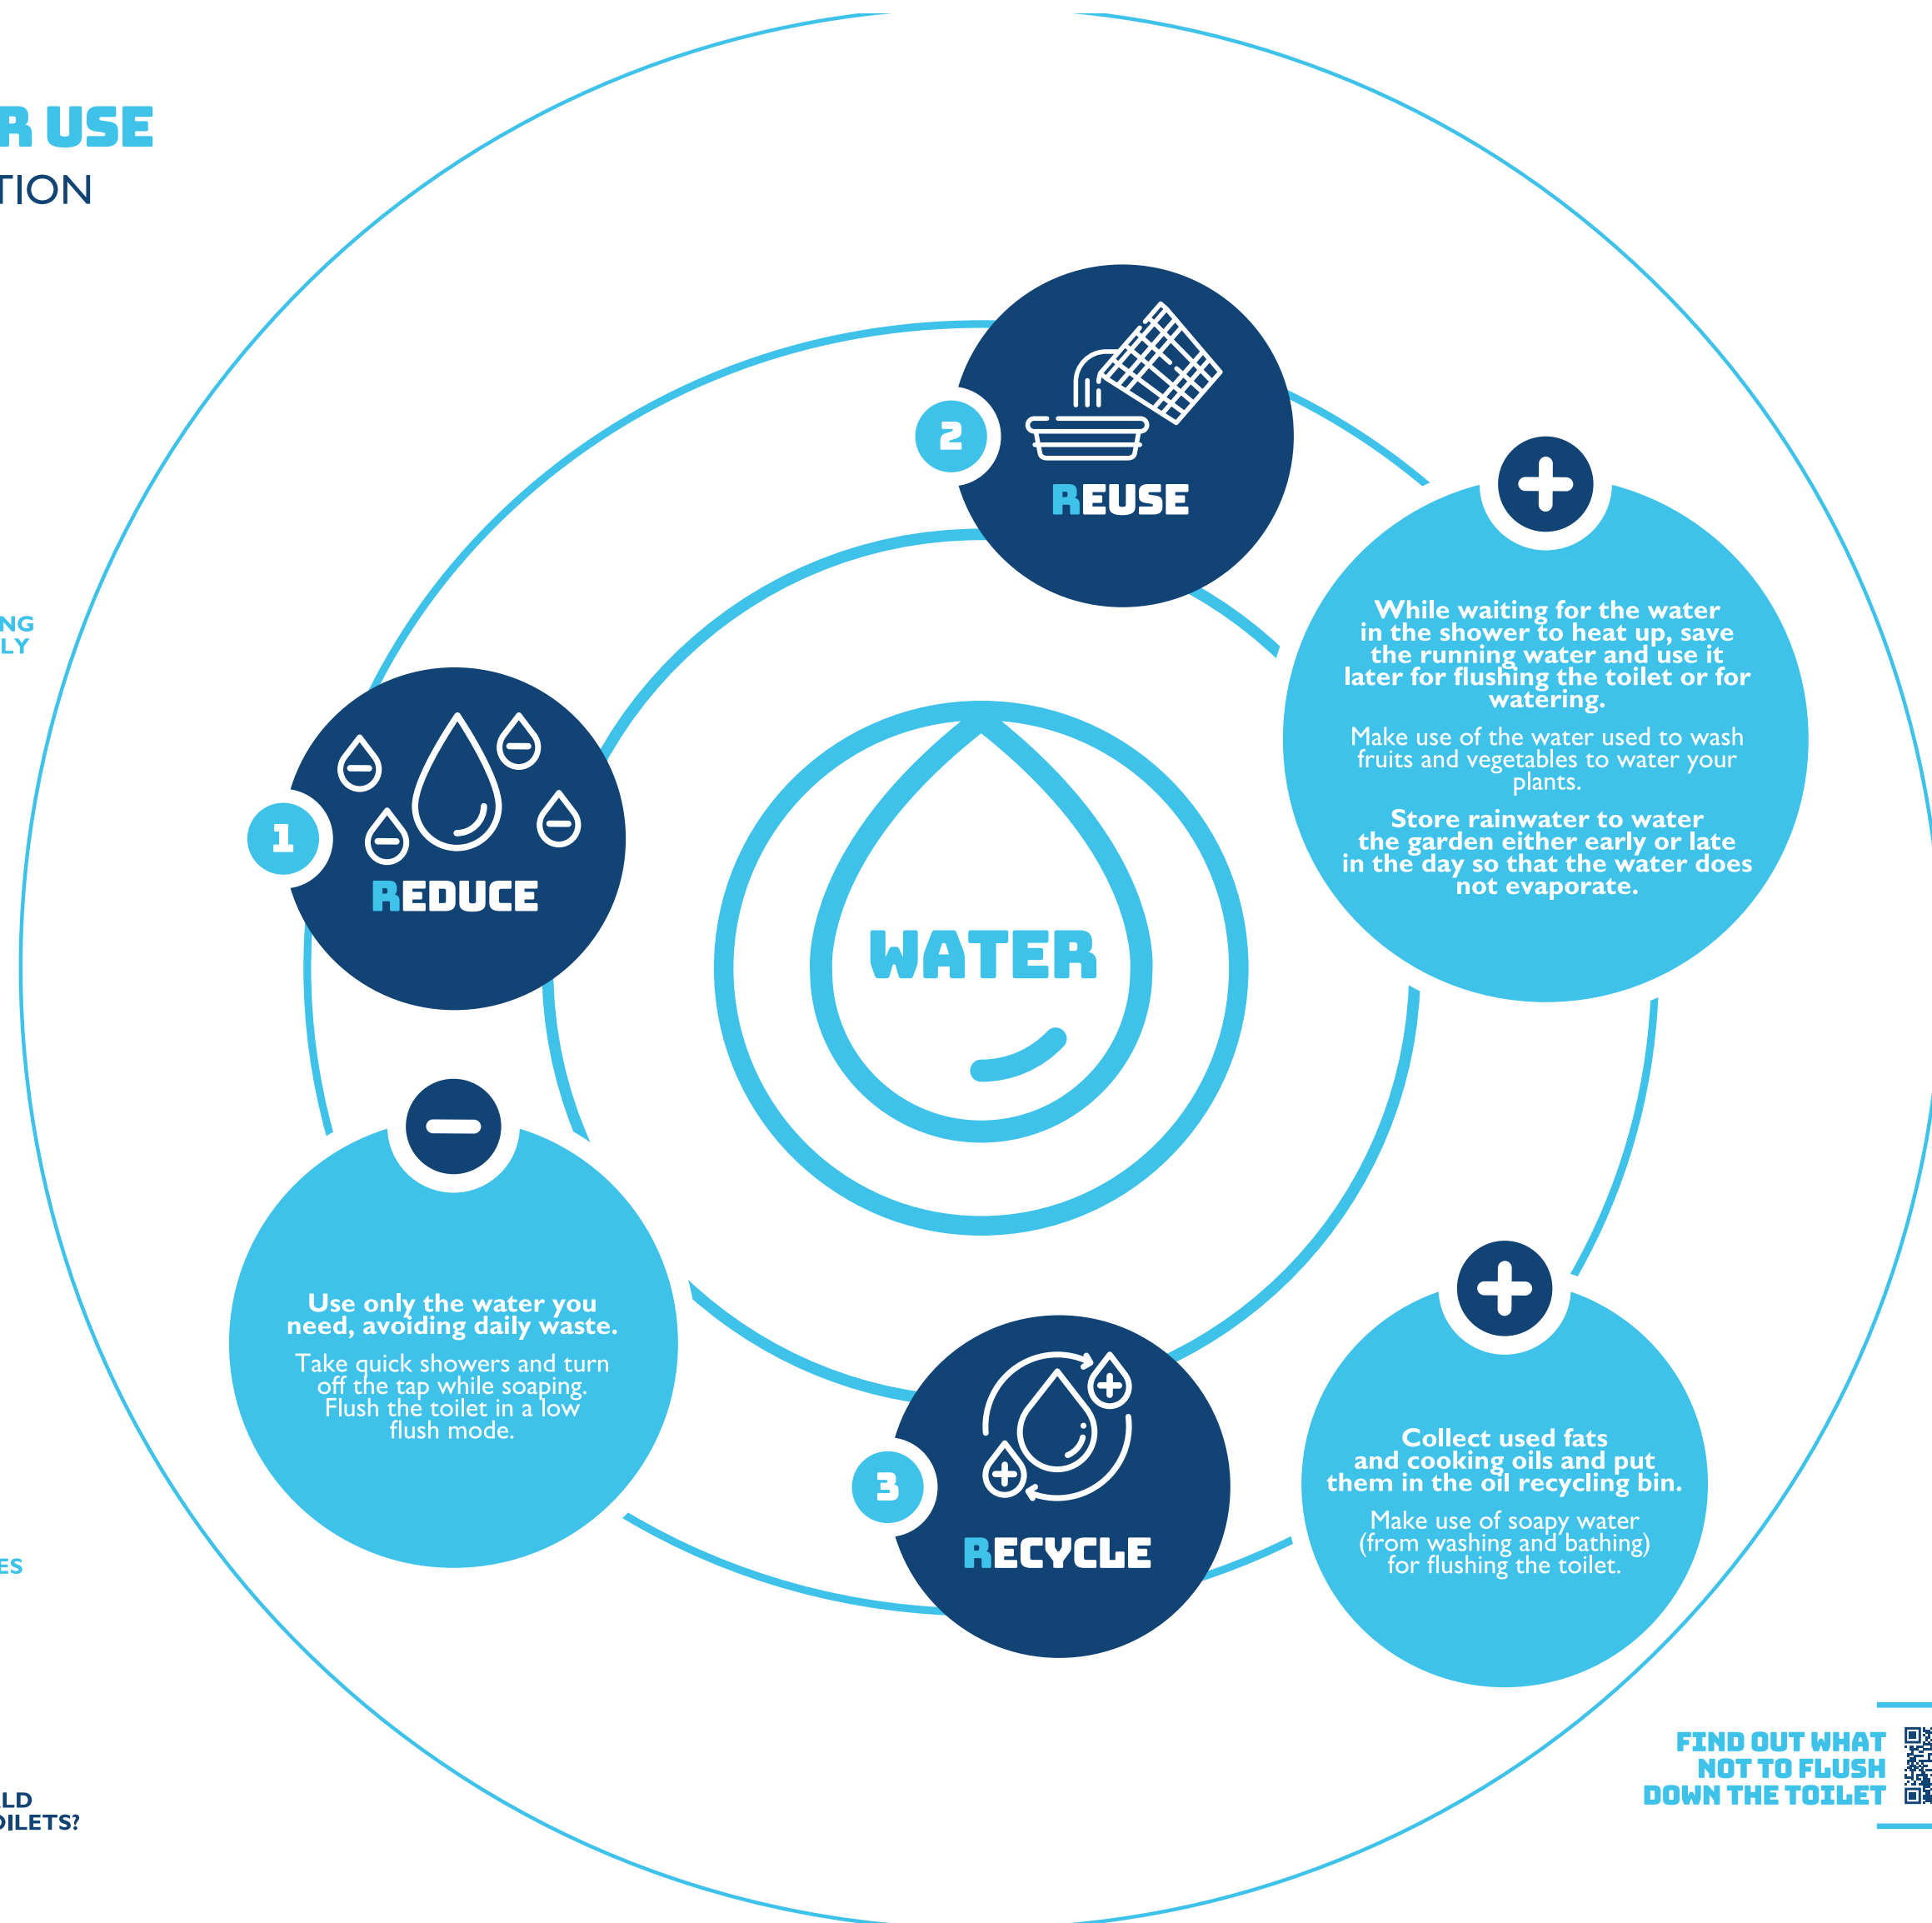 R USE
TION
NG
LY
2
REUSE
While waiting for the water
in the shower to heat up, save
the running water and use it
later for flushing the toilet or for
watering.
Make use of the water used to wash
fruits and vegetables to water your
plants.
Store rainwater to water
the garden either early or late
in the day so that the water does
not evaporate.
1
REDUCE
WATER
Use only the water you
need, avoiding daily waste.
Take quick showers and turn
off the tap while soaping.
Flush the toilet in a low
flush mode.
3
RECYCLE
Collect used fats
and cooking oils and put
them in the oil recycling bin.
Make use of soapy water
(from washing and bathing)
for flushing the toilet.
ES
LD
OILETS?
FIND OUT WHAT
NOT TO FLUSH
DOWN THE TOILET